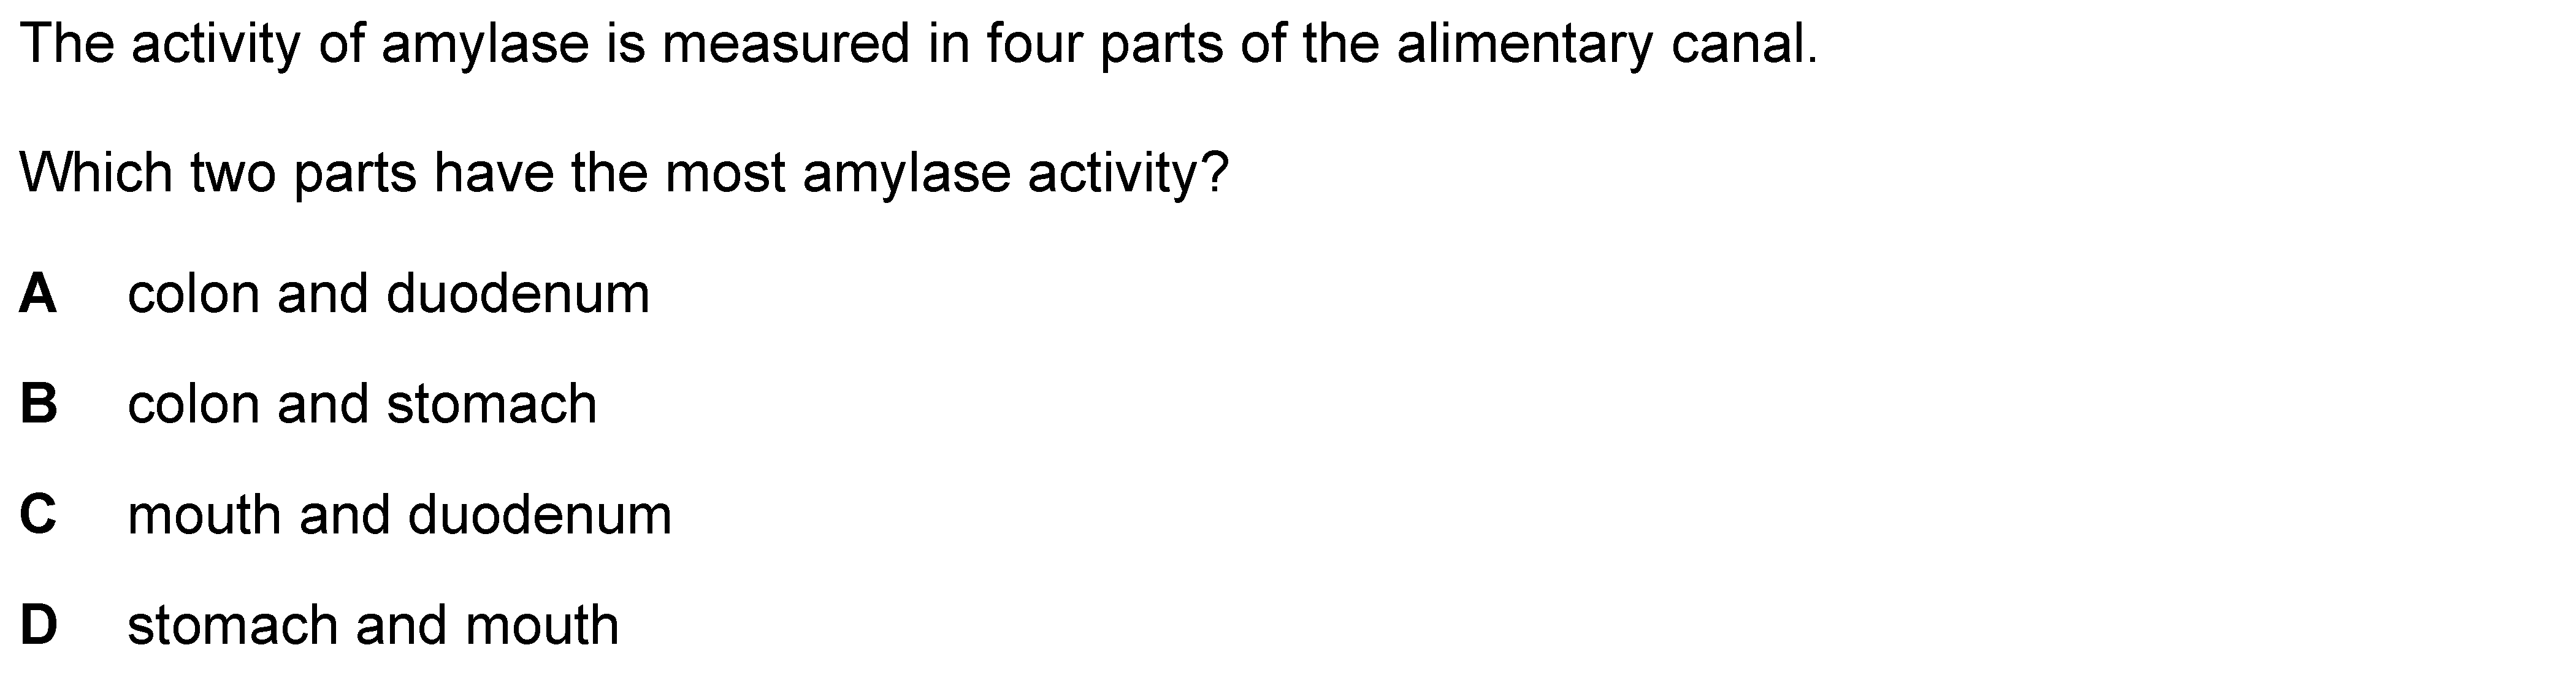 The activity of amylase is measured in four parts of the alimentary canal.
Which two parts have the most amylase activity?
A colon and duodenum
B colon and stomach
C mouth and duodenum
D stomach and mouth